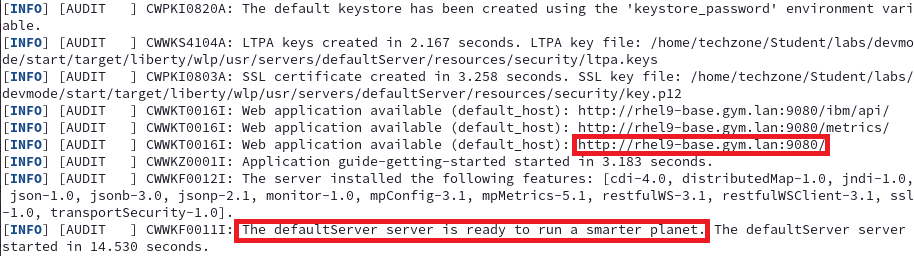 [INFO] [AUDIT   ] CWPKI0820A: The default keystore has been created using the 'keystore_password' environment vari
able.
[INFO] [AUDIT   ] CWWKS4104A: LTPA keys created in 2.167 seconds. LTPA key file: /home/techzone/Student/labs/devmo
de/start/target/liberty/wlp/usr/servers/defaultServer/resources/security/ltpa.keys
[INFO] [AUDIT   ] CWPKI0803A: SSL certificate created in 3.258 seconds. SSL key file: /home/techzone/Student/labs/
devmode/start/target/liberty/wlp/usr/servers/defaultServer/resources/security/key.p12
[INFO] [AUDIT   ] CWWKT0016I: Web application available (default_host): http://rhel9-base.gym.lan:9080/ibm/api/
[INFO] [AUDIT   ] CWWKT0016I: Web application available (default_host): http://rhel9-base.gym.lan:9080/metrics/
[INFO] [AUDIT   ] CWWKT0016I: Web application available (default_host): http://rhel9-base.gym.lan:9080/
[INFO] [AUDIT   ] CWWKZ0001I: Application guide-getting-started started in 3.183 seconds.
[INFO] [AUDIT   ] CWWKF0012I: The server installed the following features: [cdi-4.0, distributedMap-1.0, jndi-1.0,
 json-1.0, jsonb-3.0, jsonp-2.1, monitor-1.0, mpConfig-3.1, mpMetrics-5.1, restfulWS-3.1, restfulWSClient-3.1, ssl
-1.0, transportSecurity-1.0].
[INFO] [AUDIT   ] CWWKF0011I: The defaultServer server is ready to run a smarter planet. The defaultServer server
started in 14.530 seconds.